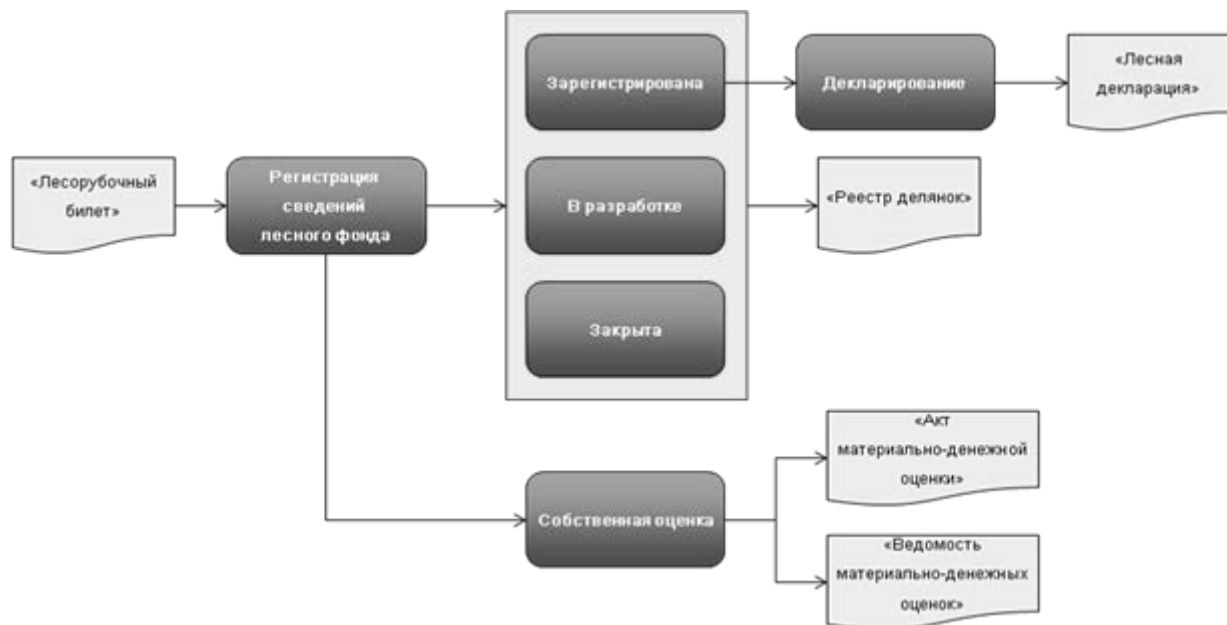 Зарегистрирована
Декларирование
«Лесная
декларация»
«Лесорубочный
билет»
Регистрация
сведений
лесного фонда
В разработке
«Реестр делянок»
Закрыта
Собственная оценка
«Акт
материально-денежной
оценки»
«Ведомость
материально-денежных
оценок»